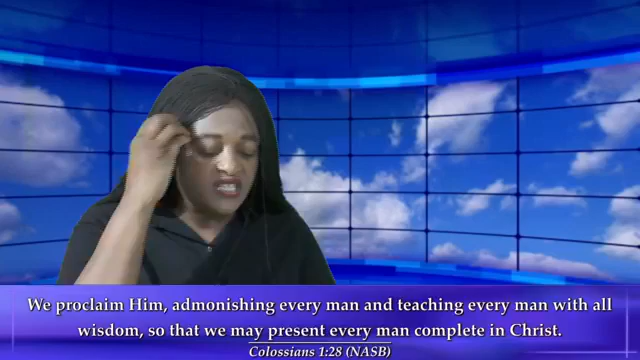 We proclaim Him, admonishing every man and teaching every man with all
wisdom, so that we may present every man complete in Christ.
Colossians 1:28 (NASB)